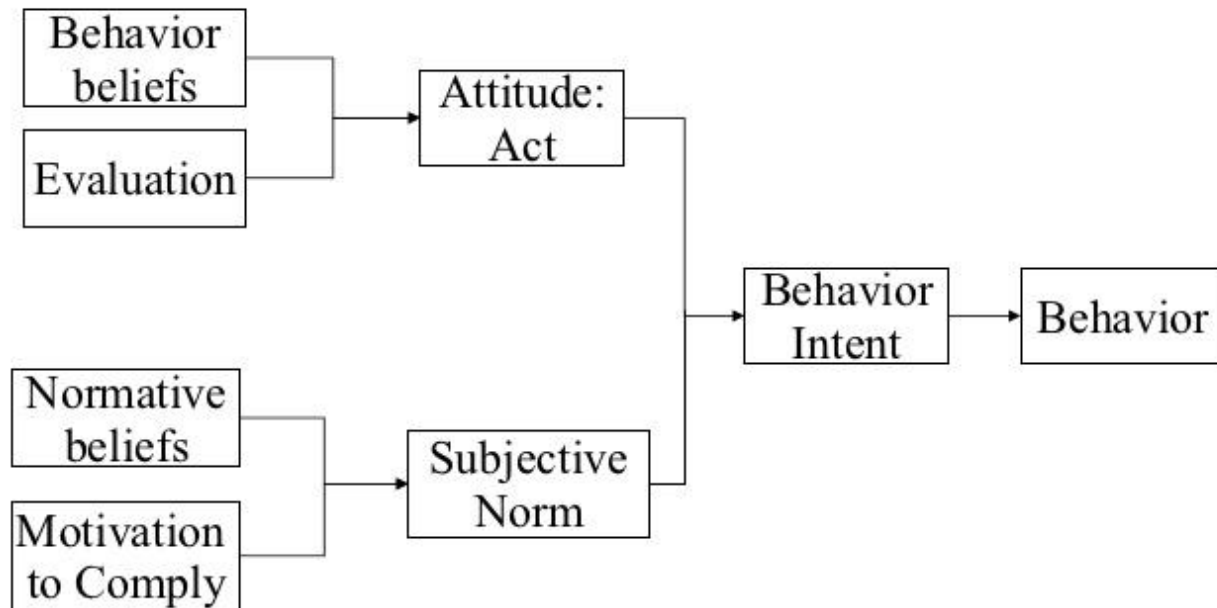 Behavior
beliefs
Evaluation
Attitude:
Act
Normative
beliefs
Motivation
to Comply
Subjective
Norm
Behavior
Intent
Behavior